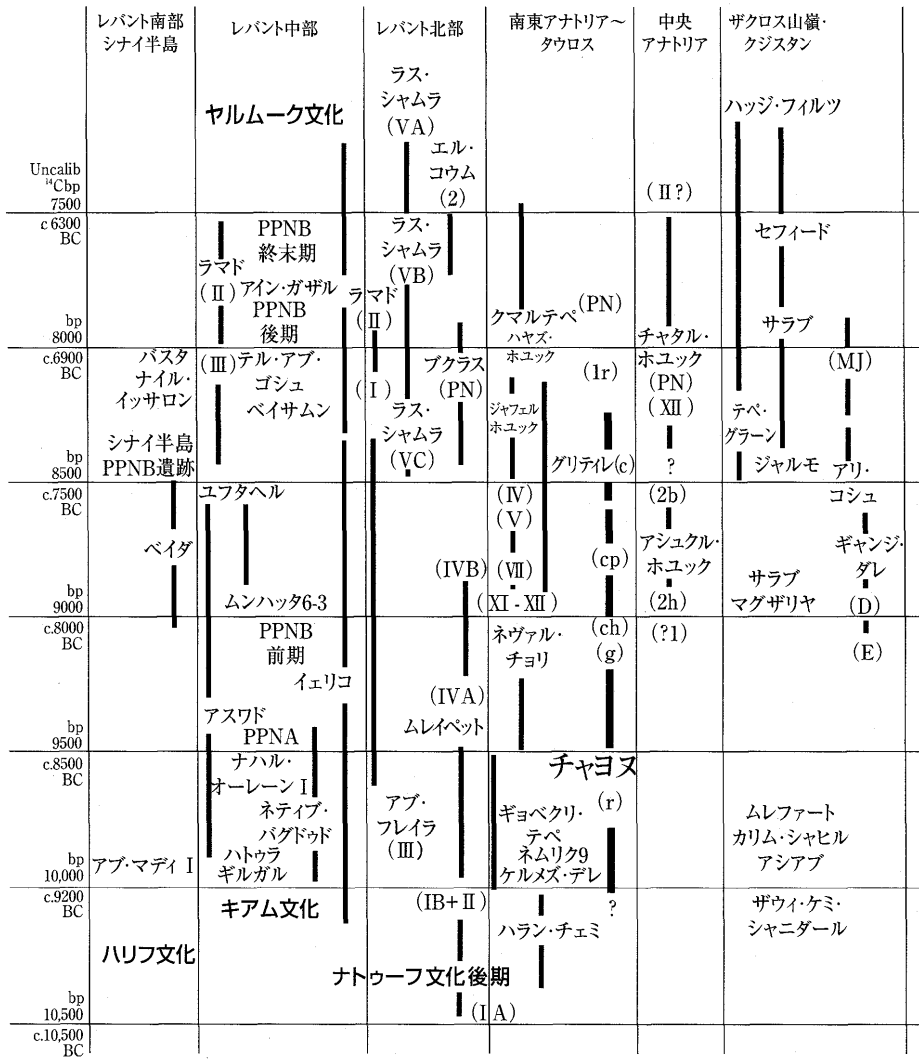 レバント南部
シナイ半島
レバント中部
レバント北部
南東アナトリア〜
タウロス
中央
アナトリア
ザクロス山嶺・
クジスタン
Uncalib
¹⁴Cbp
7500
c 6300
BC
bp
8000
c.6900
BC
bp
8500
c.7500
BC
bp
9000
c.8000
BC
bp
9500
c.8500
BC
bp
10,000
c.9200
BC
bp
10,500
c.10,500
BC
バスタ
ナイル・
イッサロン
シナイ半島
PPNB遺跡
ベイダ
アブ・マディ I
ハリフ文化
ヤルムーク文化
PPNB
終末期
ラマド
(II)
アイン・ガザル
PPNB
後期
(III)
テル・アブ・
ゴシュ
ベイサムン
ユフタヘル
ムンハッタ6-3
PPNB
前期
イェリコ
アスワド
PPNA
ナハル・
オーレーン I
ネティブ・
バグドゥド
ハトゥラ
ギルガル
キアム文化
ラス・
シャムラ
(VA)
エル・
コウム
(2)
ラス・
シャムラ
(VB)
ラマド
(II)
ブクラス
(PN)
(I)
ラス・
シャムラ
(VC)
(IVB)
(IVA)
ムレイベット
アブ・
フレイラ
(III)
(IB+II)
ナトゥーフ文化後期
(IA)
(PN)
クマルテペ
ハヤズ・
ホユック
(1r)
ジャフェル
ホユック
グリティレ(c)
(IV)
(V)
(VII)
(cp)
(XI-XII)
(ch)
(g)
ネヴァル・
チョリ
チャヨヌ
(r)
ギョベクリ・
テペ
ネムリク9
ケルメズ・デレ
?
ハラン・チェミ
(II?)
チャタル・
ホユック
(PN)
(XII)
?
(2b)
アシュクル・
ホユック
(2h)
(?1)
ハッジ・フィルツ
セフィード
サラブ
(MJ)
テペ・
グラーン
ジャルモ
アリ・
コシュ
ギャンジ・
ダレ
サラブ
マグザリヤ
(D)
(E)
ムレファート
カリム・シャヒル
アシアブ
ザウィ・ケミ・
シャニダール